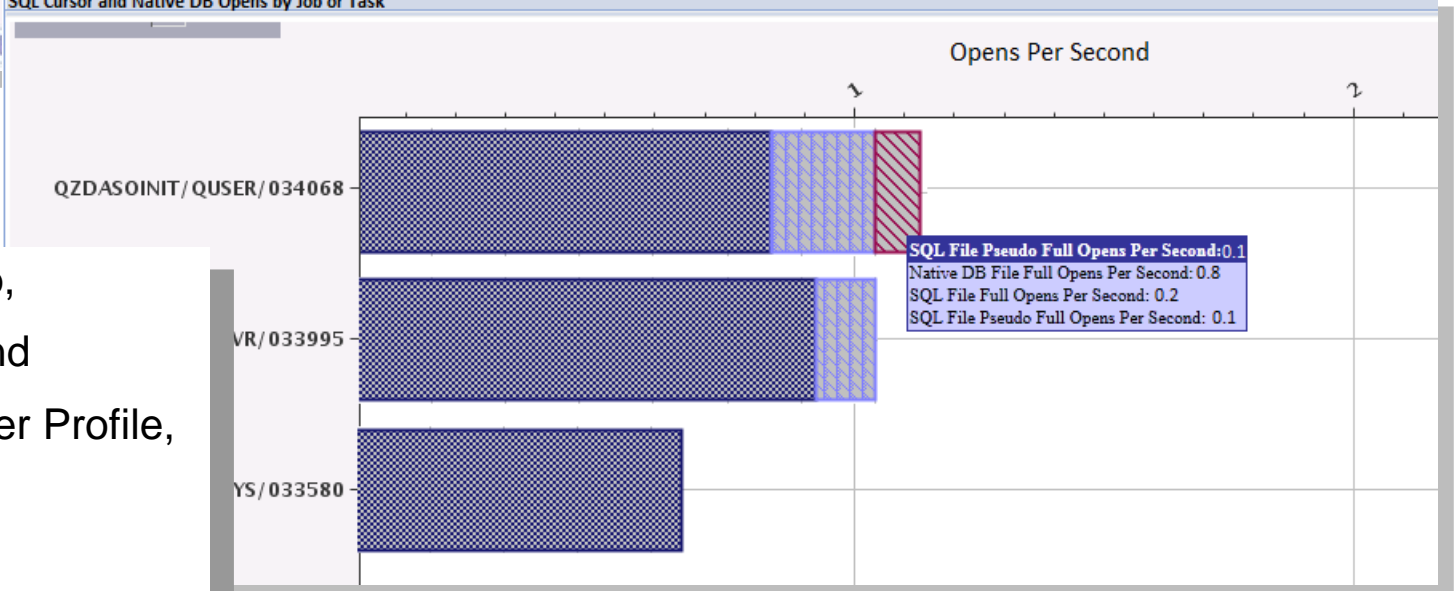 SQL Cursor and Native DB Opens by Job or Task
Opens Per Second
1
2
QZDASOINIT/QUSER/034068
SQL File Pseudo Full Opens Per Second:0.1
Native DB File Full Opens Per Second: 0.8
SQL File Full Opens Per Second: 0.2
SQL File Pseudo Full Opens Per Second: 0.1
VR/033995
er Profile,
YS/033580